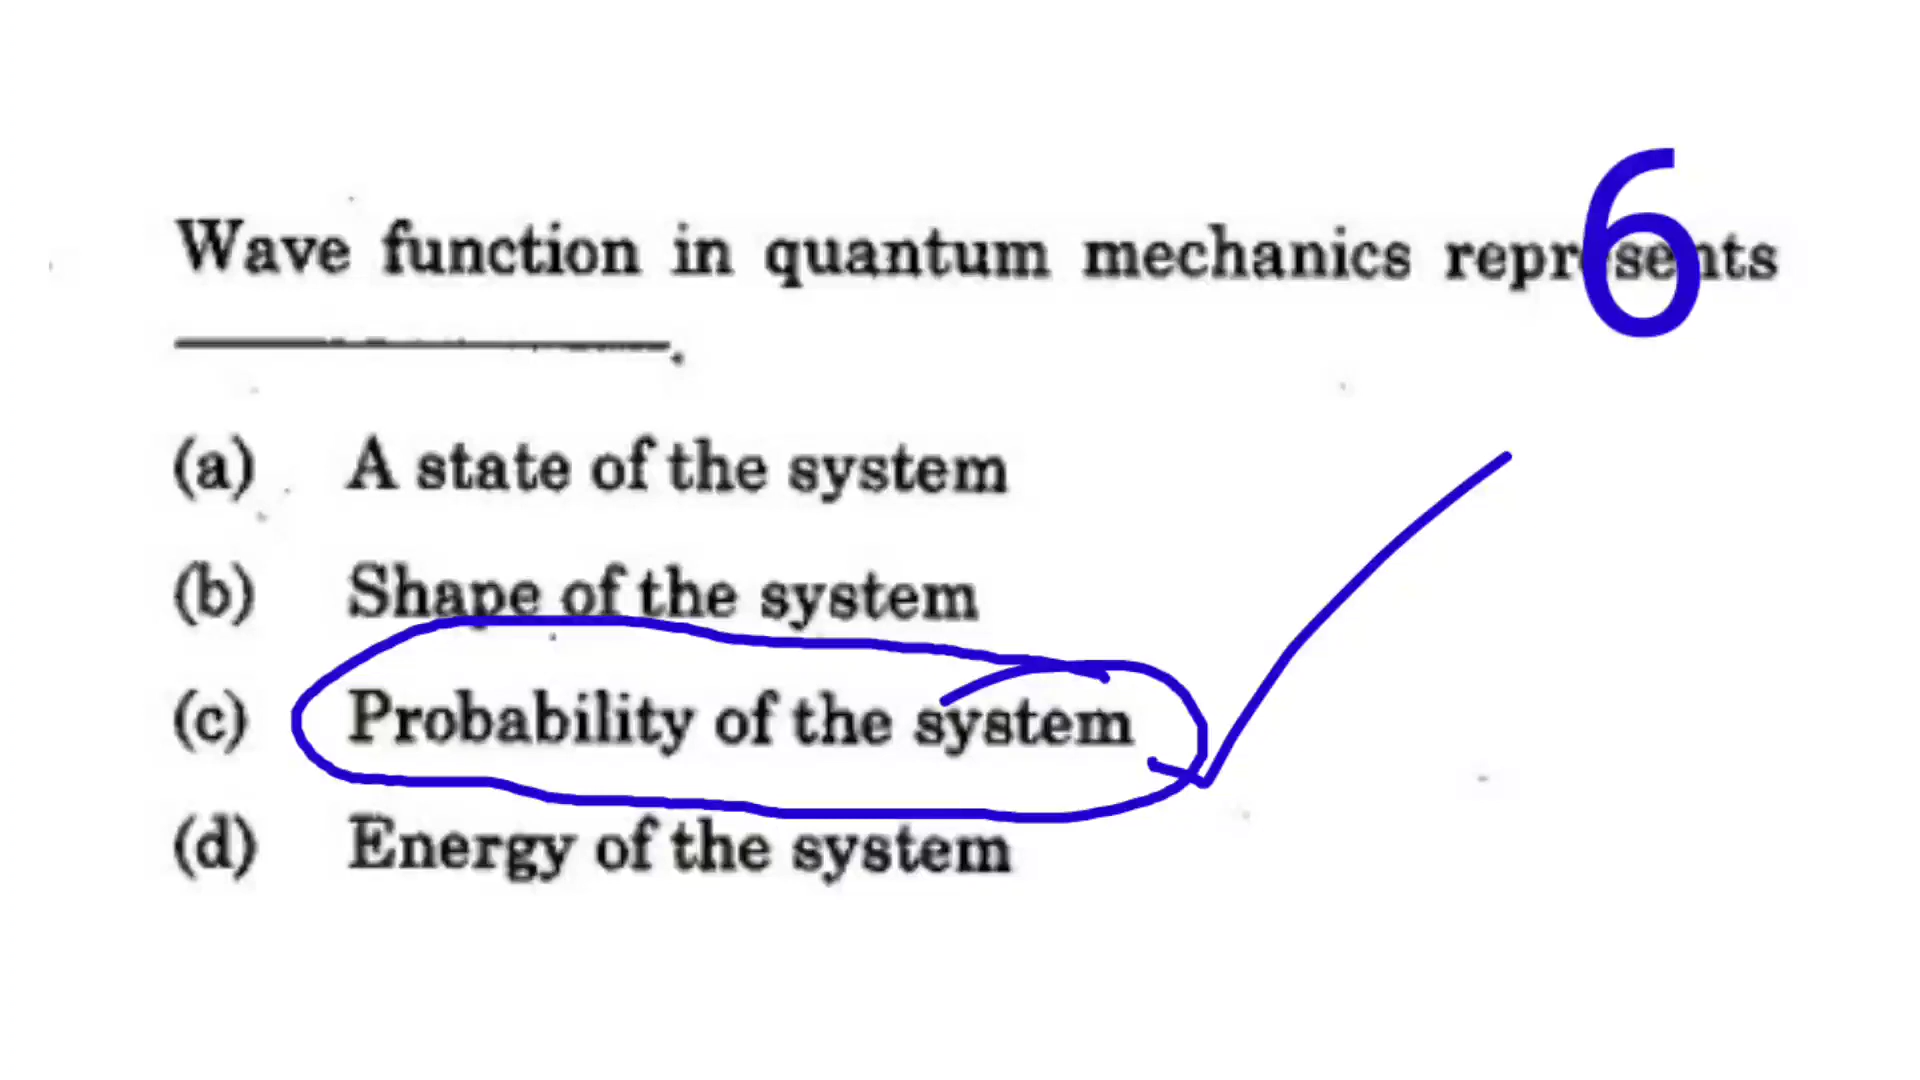 6
Wave function in quantum mechanics represents
.
(a) A state of the system
(b) Shape of the system
(c) Probability of the system
(d) Energy of the system